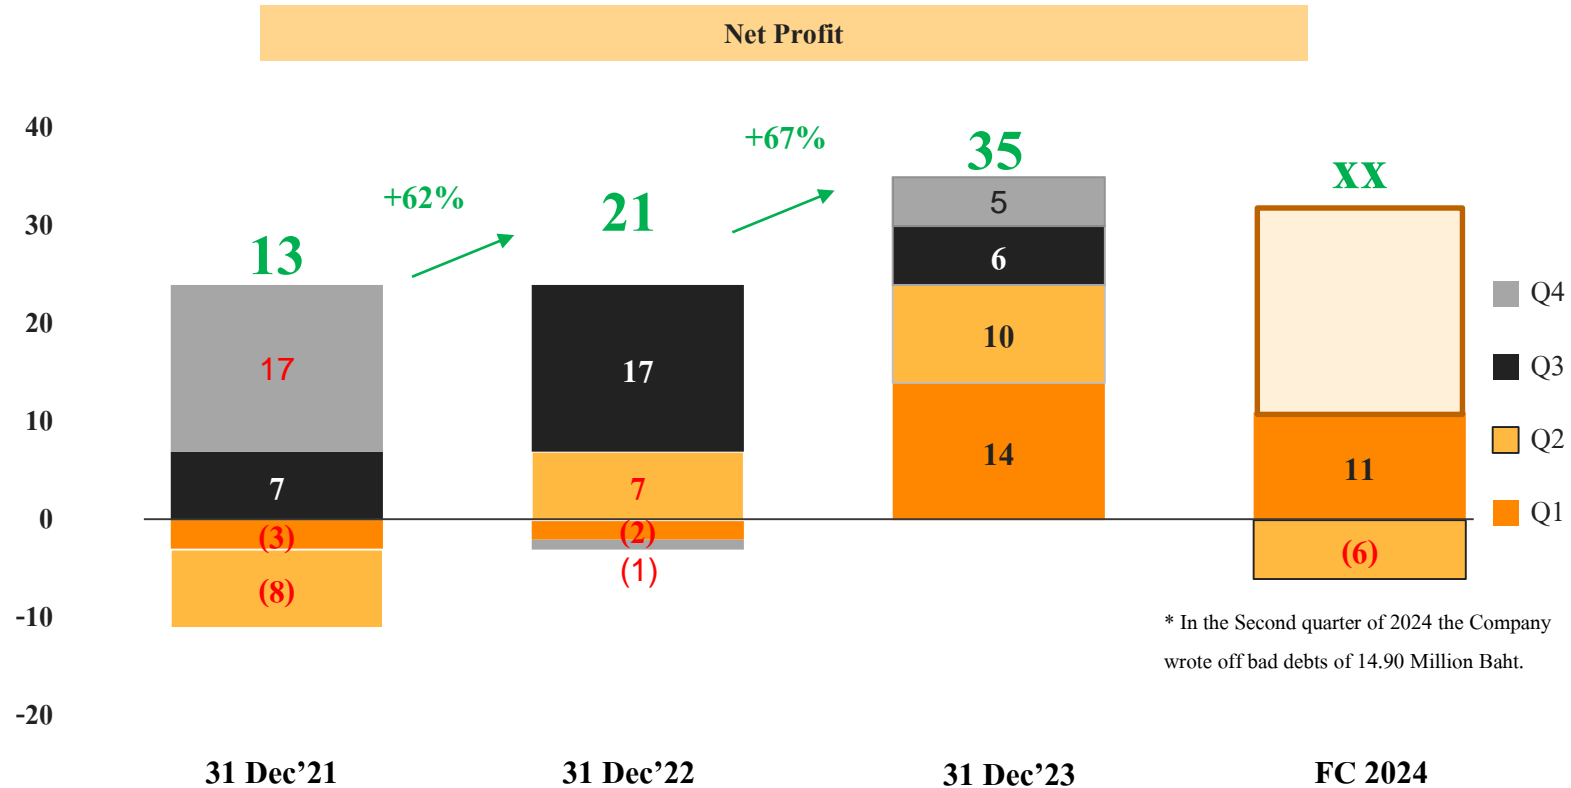 Net Profit
40
30
20
10
0
-10
-20
13
+62%
21
+67%
35
xx
17
7
(3)
(8)
17
7
(2)
(1)
5
6
10
14
11
(6)
Q4
Q3
Q2
Q1
* In the Second quarter of 2024 the Company
wrote off bad debts of 14.90 Million Baht.
31 Dec’21
31 Dec’22
31 Dec’23
FC 2024